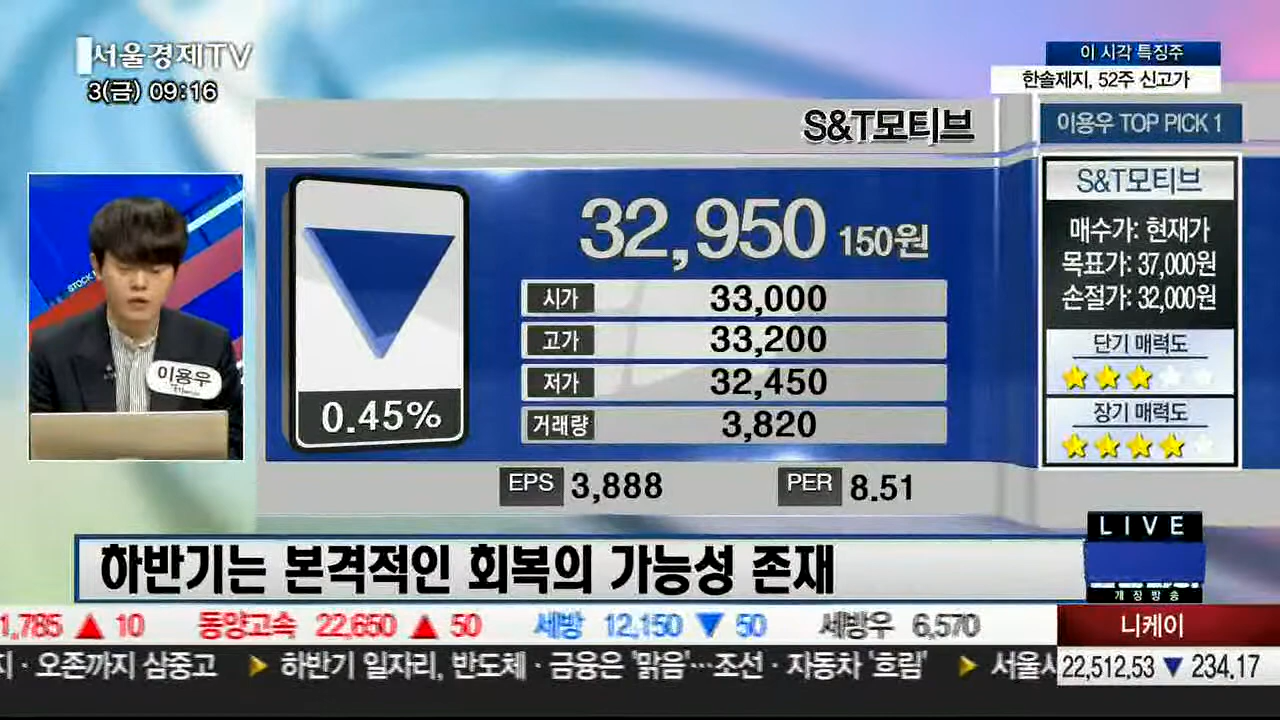 서울경제TV
3(금) 09:16
이 시각 특징주
한솔제지, 52주 신고가
S&T모티브
이용우 TOP PICK 1
32,950 150원
0.45%
시가 33,000
고가 33,200
저가 32,450
거래량 3,820
EPS 3,888 PER 8.51
S&T모티브
매수가: 현재가
목표가: 37,000원
손절가: 32,000원
단기 매력도
장기 매력도
STOCK
이용우
하반기는 본격적인 회복의 가능성 존재
LIVE
개장방송
1,785 ▲ 10 동양고속 22,650 ▲ 50 세방 12,150 ▼ 50 세방우 6,570
니케이
지·오존까지 삼중고 ▶ 하반기 일자리, 반도체·금융은 '맑음'…조선·자동차 '흐림' ▶ 서울시
22,512.53 ▼ 234.17